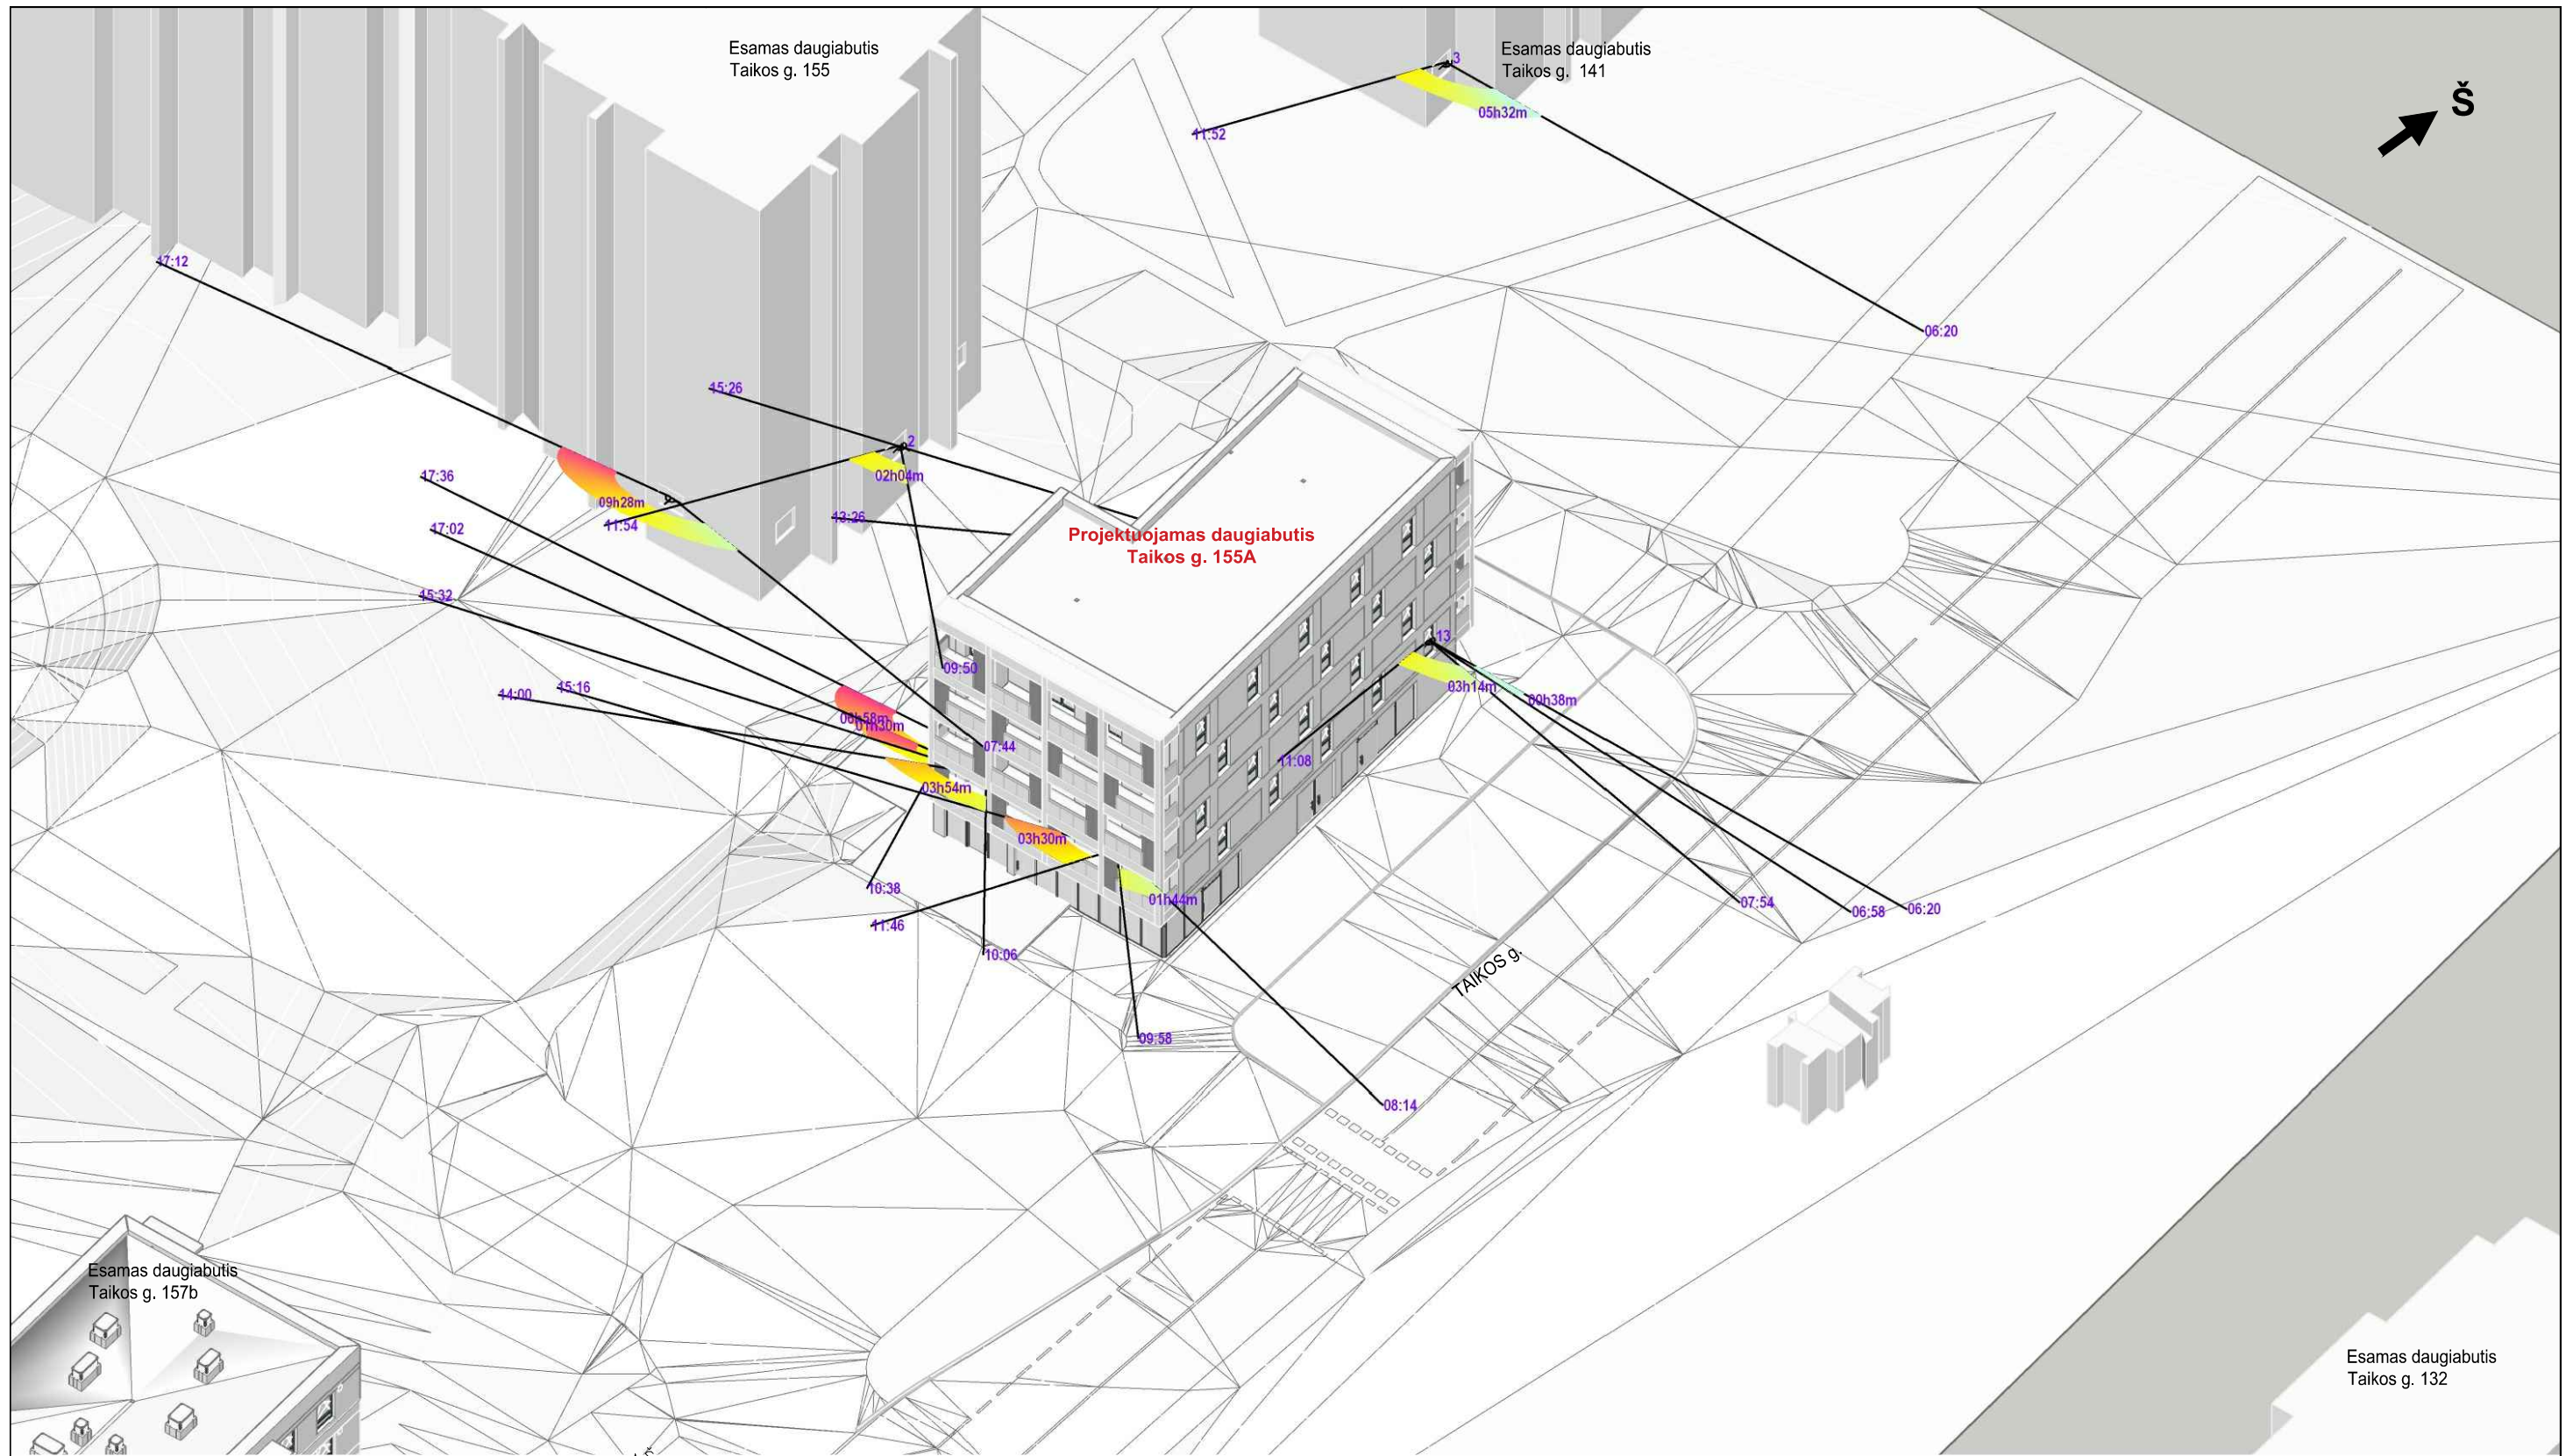 Esamas daugiabutis
Taikos g. 155
Esamas daugiabutis
Taikos g. 141
3
Š
05h32m
11:52
17:12
06:20
15:26
2
02h04m
17:36
09h28m
11:54
13:26
17:02
Projektuojamas daugiabutis
Taikos g. 155A
15:32
13
09:50
03h14m
00h38m
14:00
15:16
06h58m
01h30m
07:44
11:08
03h54m
03h30m
10:38
01h44m
07:54
06:58
06:20
11:46
10:06
TAIKOS g.
09:58
08:14
Esamas daugiabutis
Taikos g. 157b
Esamas daugiabutis
Taikos g. 132